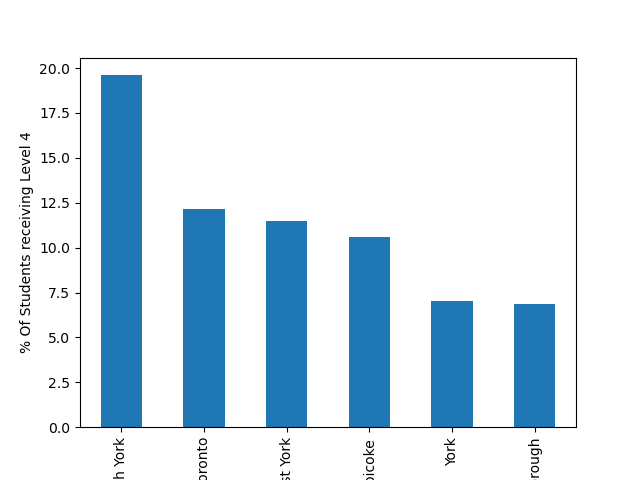 % Of Students receiving Level 4
20.0
17.5
15.0
12.5
10.0
7.5
5.0
2.5
0.0
h York
oronto
st York
bicoke
York
rough